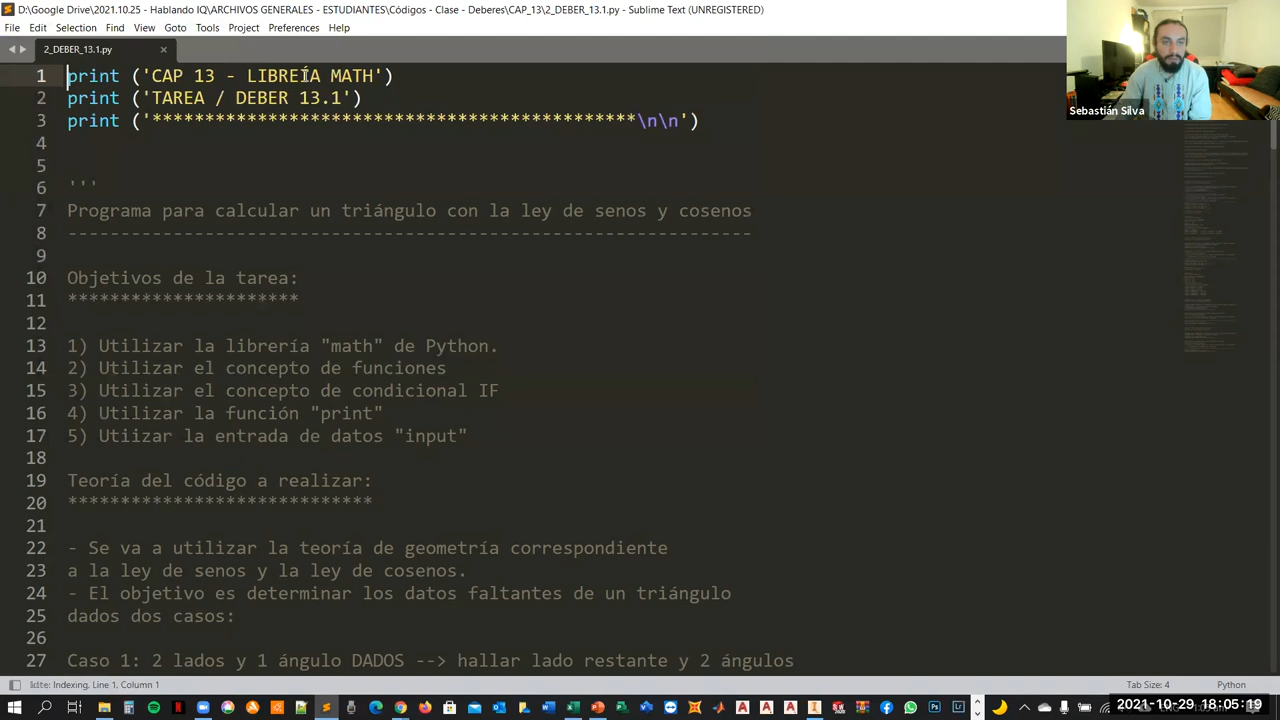 D:\Google Drive\2021.10.25 - Hablando IQ\ARCHIVOS GENERALES - ESTUDIANTES\Códigos - Clase - Deberes\CAP_13\2_DEBER_13.1.py - Sublime Text (UNREGISTERED)
File Edit Selection Find View Goto Tools Project Preferences Help
2_DEBER_13.1.py ×
Sebastián Silva
1 print ('CAP 13 - LIBREÍA MATH')
2 print ('TAREA / DEBER 13.1')
3 print ('**********************************************\n\n')
4
5
6 '''
7 Programa para calcular un triángulo con la ley de senos y cosenos
8 -----------------------------------------------------------------
9
10 Objetivos de la tarea:
11 **********************
12
13 1) Utilizar la librería "math" de Python.
14 2) Utilizar el concepto de funciones
15 3) Utilizar el concepto de condicional IF
16 4) Utilizar la función "print"
17 5) Utiizar la entrada de datos "input"
18
19 Teoría del código a realizar:
20 *****************************
21
22 - Se va a utilizar la teoría de geometría correspondiente
23 a la ley de senos y la ley de cosenos.
24 - El objetivo es determinar los datos faltantes de un triángulo
25 dados dos casos:
26
27 Caso 1: 2 lados y 1 ángulo DADOS --> hallar lado restante y 2 ángulos
Indexing, Line 1, Column 1 Tab Size: 4 Python
2021-10-29 18:05:19